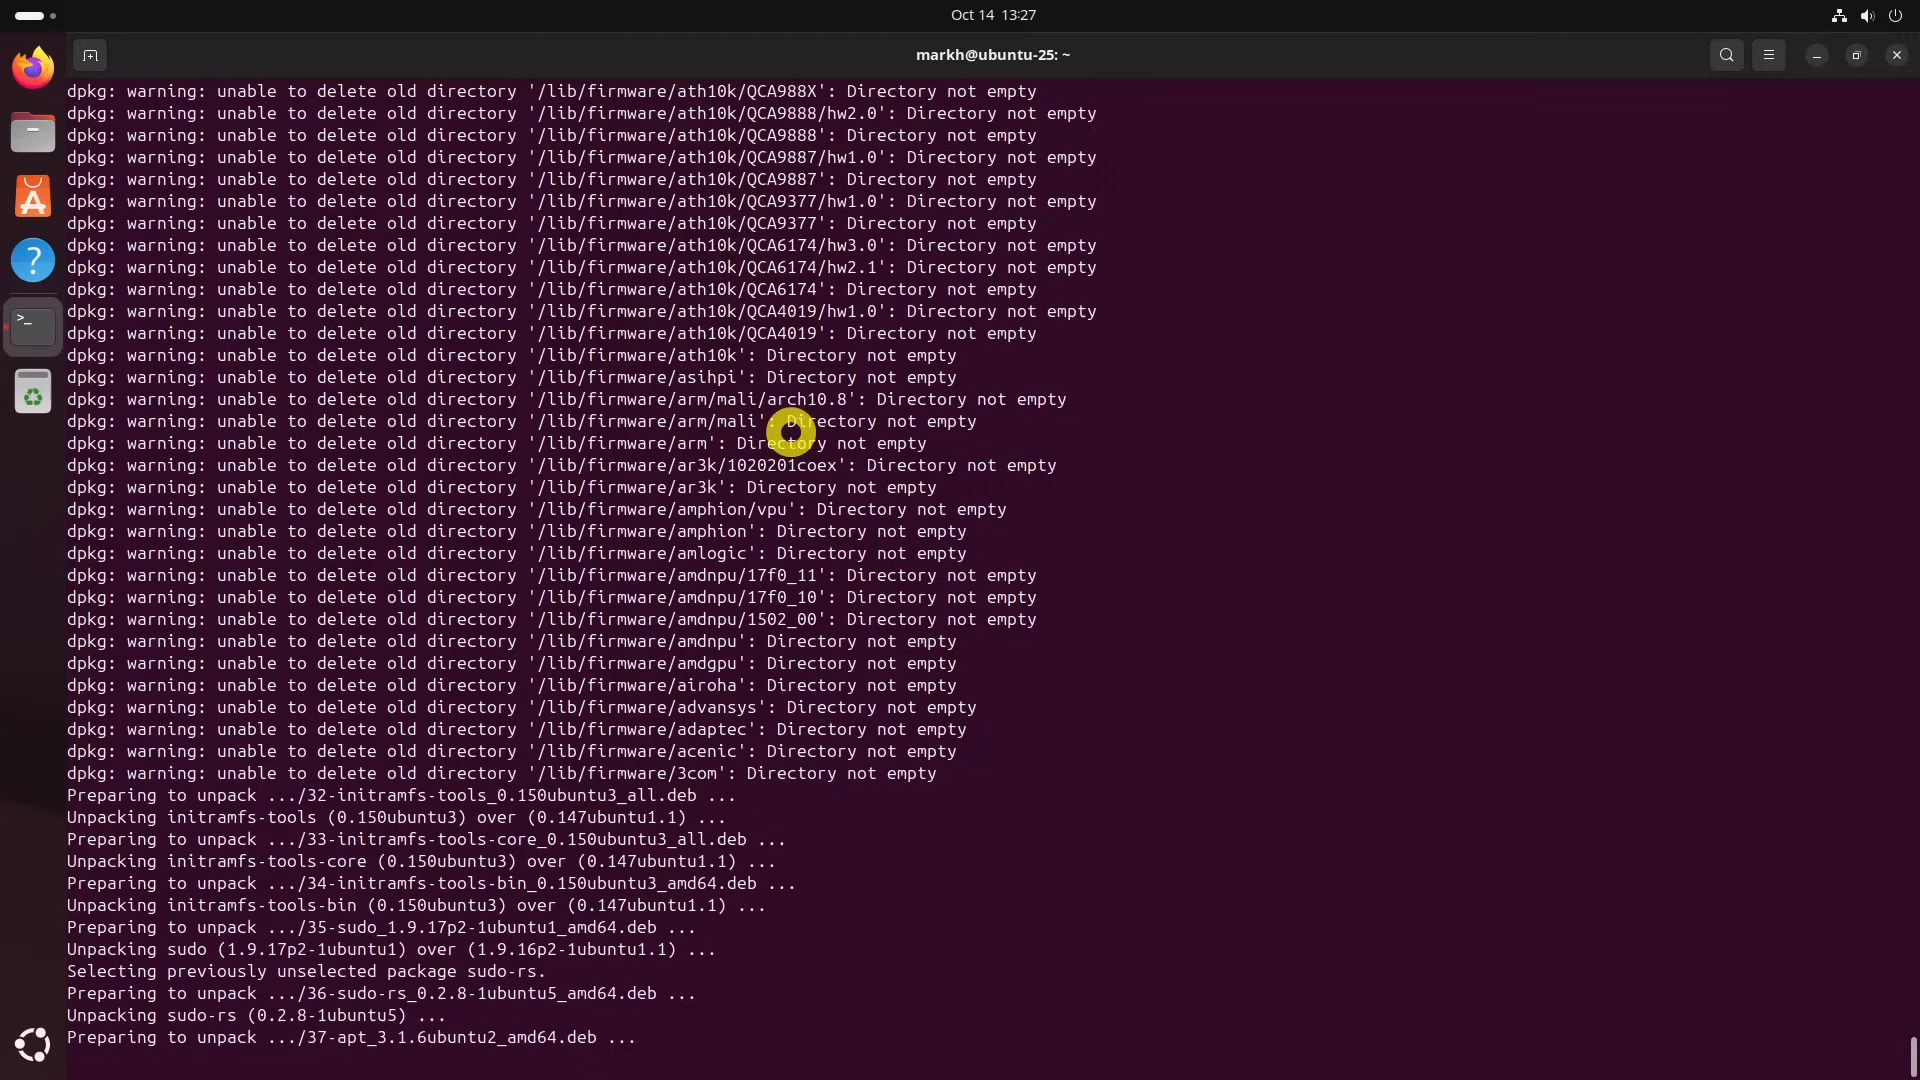 Oct 14 13:27
markh@ubuntu-25: ~
dpkg: warning: unable to delete old directory '/lib/firmware/ath10k/QCA988X': Directory not empty
dpkg: warning: unable to delete old directory '/lib/firmware/ath10k/QCA9888/hw2.0': Directory not empty
dpkg: warning: unable to delete old directory '/lib/firmware/ath10k/QCA9888': Directory not empty
dpkg: warning: unable to delete old directory '/lib/firmware/ath10k/QCA9887/hw1.0': Directory not empty
dpkg: warning: unable to delete old directory '/lib/firmware/ath10k/QCA9887': Directory not empty
dpkg: warning: unable to delete old directory '/lib/firmware/ath10k/QCA9377/hw1.0': Directory not empty
dpkg: warning: unable to delete old directory '/lib/firmware/ath10k/QCA9377': Directory not empty
dpkg: warning: unable to delete old directory '/lib/firmware/ath10k/QCA6174/hw3.0': Directory not empty
dpkg: warning: unable to delete old directory '/lib/firmware/ath10k/QCA6174/hw2.1': Directory not empty
dpkg: warning: unable to delete old directory '/lib/firmware/ath10k/QCA6174': Directory not empty
dpkg: warning: unable to delete old directory '/lib/firmware/ath10k/QCA4019/hw1.0': Directory not empty
dpkg: warning: unable to delete old directory '/lib/firmware/ath10k/QCA4019': Directory not empty
dpkg: warning: unable to delete old directory '/lib/firmware/ath10k': Directory not empty
dpkg: warning: unable to delete old directory '/lib/firmware/asihpi': Directory not empty
dpkg: warning: unable to delete old directory '/lib/firmware/arm/mali/arch10.8': Directory not empty
dpkg: warning: unable to delete old directory '/lib/firmware/arm/mali': Directory not empty
dpkg: warning: unable to delete old directory '/lib/firmware/arm': Directory not empty
dpkg: warning: unable to delete old directory '/lib/firmware/ar3k/1020201coex': Directory not empty
dpkg: warning: unable to delete old directory '/lib/firmware/ar3k': Directory not empty
dpkg: warning: unable to delete old directory '/lib/firmware/amphion/vpu': Directory not empty
dpkg: warning: unable to delete old directory '/lib/firmware/amphion': Directory not empty
dpkg: warning: unable to delete old directory '/lib/firmware/amlogic': Directory not empty
dpkg: warning: unable to delete old directory '/lib/firmware/amdnpu/17f0_11': Directory not empty
dpkg: warning: unable to delete old directory '/lib/firmware/amdnpu/17f0_10': Directory not empty
dpkg: warning: unable to delete old directory '/lib/firmware/amdnpu/1502_00': Directory not empty
dpkg: warning: unable to delete old directory '/lib/firmware/amdnpu': Directory not empty
dpkg: warning: unable to delete old directory '/lib/firmware/amdgpu': Directory not empty
dpkg: warning: unable to delete old directory '/lib/firmware/airoha': Directory not empty
dpkg: warning: unable to delete old directory '/lib/firmware/advansys': Directory not empty
dpkg: warning: unable to delete old directory '/lib/firmware/adaptec': Directory not empty
dpkg: warning: unable to delete old directory '/lib/firmware/acenic': Directory not empty
dpkg: warning: unable to delete old directory '/lib/firmware/3com': Directory not empty
Preparing to unpack .../32-initramfs-tools_0.150ubuntu3_all.deb ...
Unpacking initramfs-tools (0.150ubuntu3) over (0.147ubuntu1.1) ...
Preparing to unpack .../33-initramfs-tools-core_0.150ubuntu3_all.deb ...
Unpacking initramfs-tools-core (0.150ubuntu3) over (0.147ubuntu1.1) ...
Preparing to unpack .../34-initramfs-tools-bin_0.150ubuntu3_amd64.deb ...
Unpacking initramfs-tools-bin (0.150ubuntu3) over (0.147ubuntu1.1) ...
Preparing to unpack .../35-sudo_1.9.17p2-1ubuntu1_amd64.deb ...
Unpacking sudo (1.9.17p2-1ubuntu1) over (1.9.16p2-1ubuntu1.1) ...
Selecting previously unselected package sudo-rs.
Preparing to unpack .../36-sudo-rs_0.2.8-1ubuntu5_amd64.deb ...
Unpacking sudo-rs (0.2.8-1ubuntu5) ...
Preparing to unpack .../37-apt_3.1.6ubuntu2_amd64.deb ...